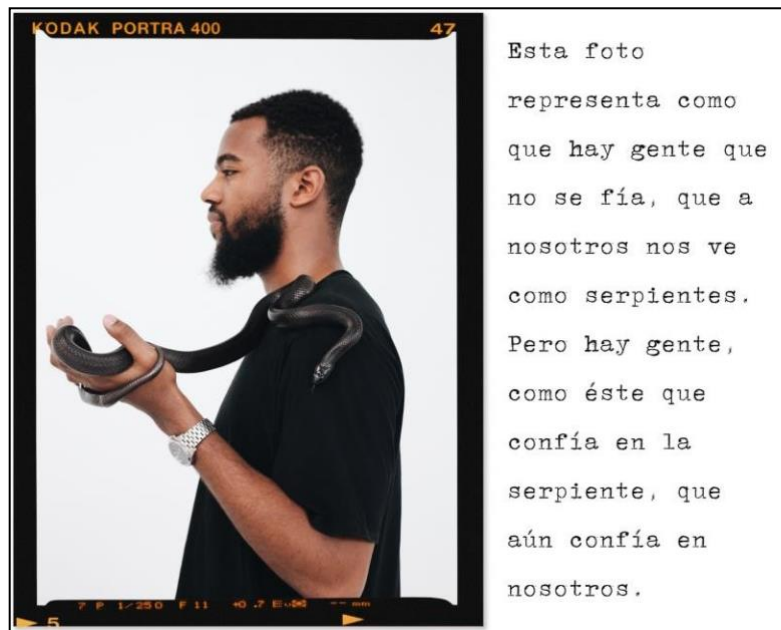 KODAK PORTRA 400 47
Esta foto
representa como
que hay gente que
no se fía, que a
nosotros nos ve
como serpientes.
Pero hay gente,
como éste que
confía en la
serpiente, que
aún confía en
nosotros.
7 P 1/250 F 11 +0.7 -- mm
5